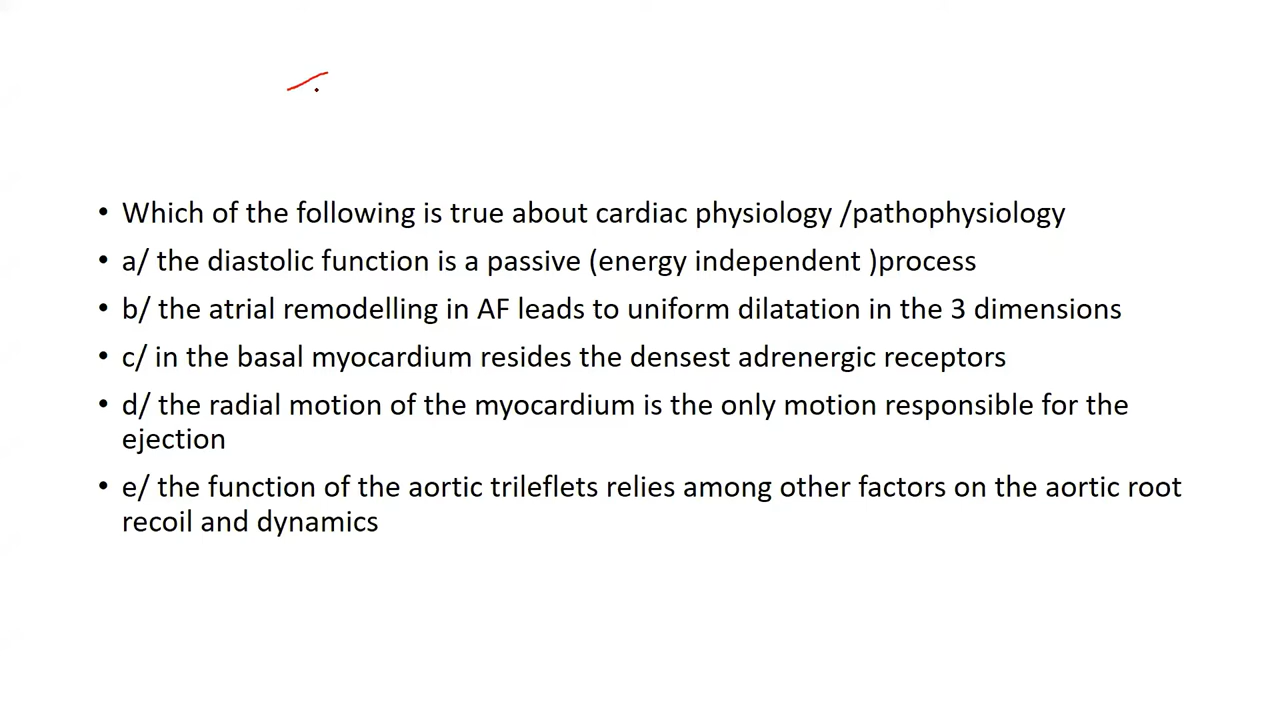 • Which of the following is true about cardiac physiology /pathophysiology
• a/ the diastolic function is a passive (energy independent )process
• b/ the atrial remodelling in AF leads to uniform dilatation in the 3 dimensions
• c/ in the basal myocardium resides the densest adrenergic receptors
• d/ the radial motion of the myocardium is the only motion responsible for the
ejection
• e/ the function of the aortic trileflets relies among other factors on the aortic root
recoil and dynamics